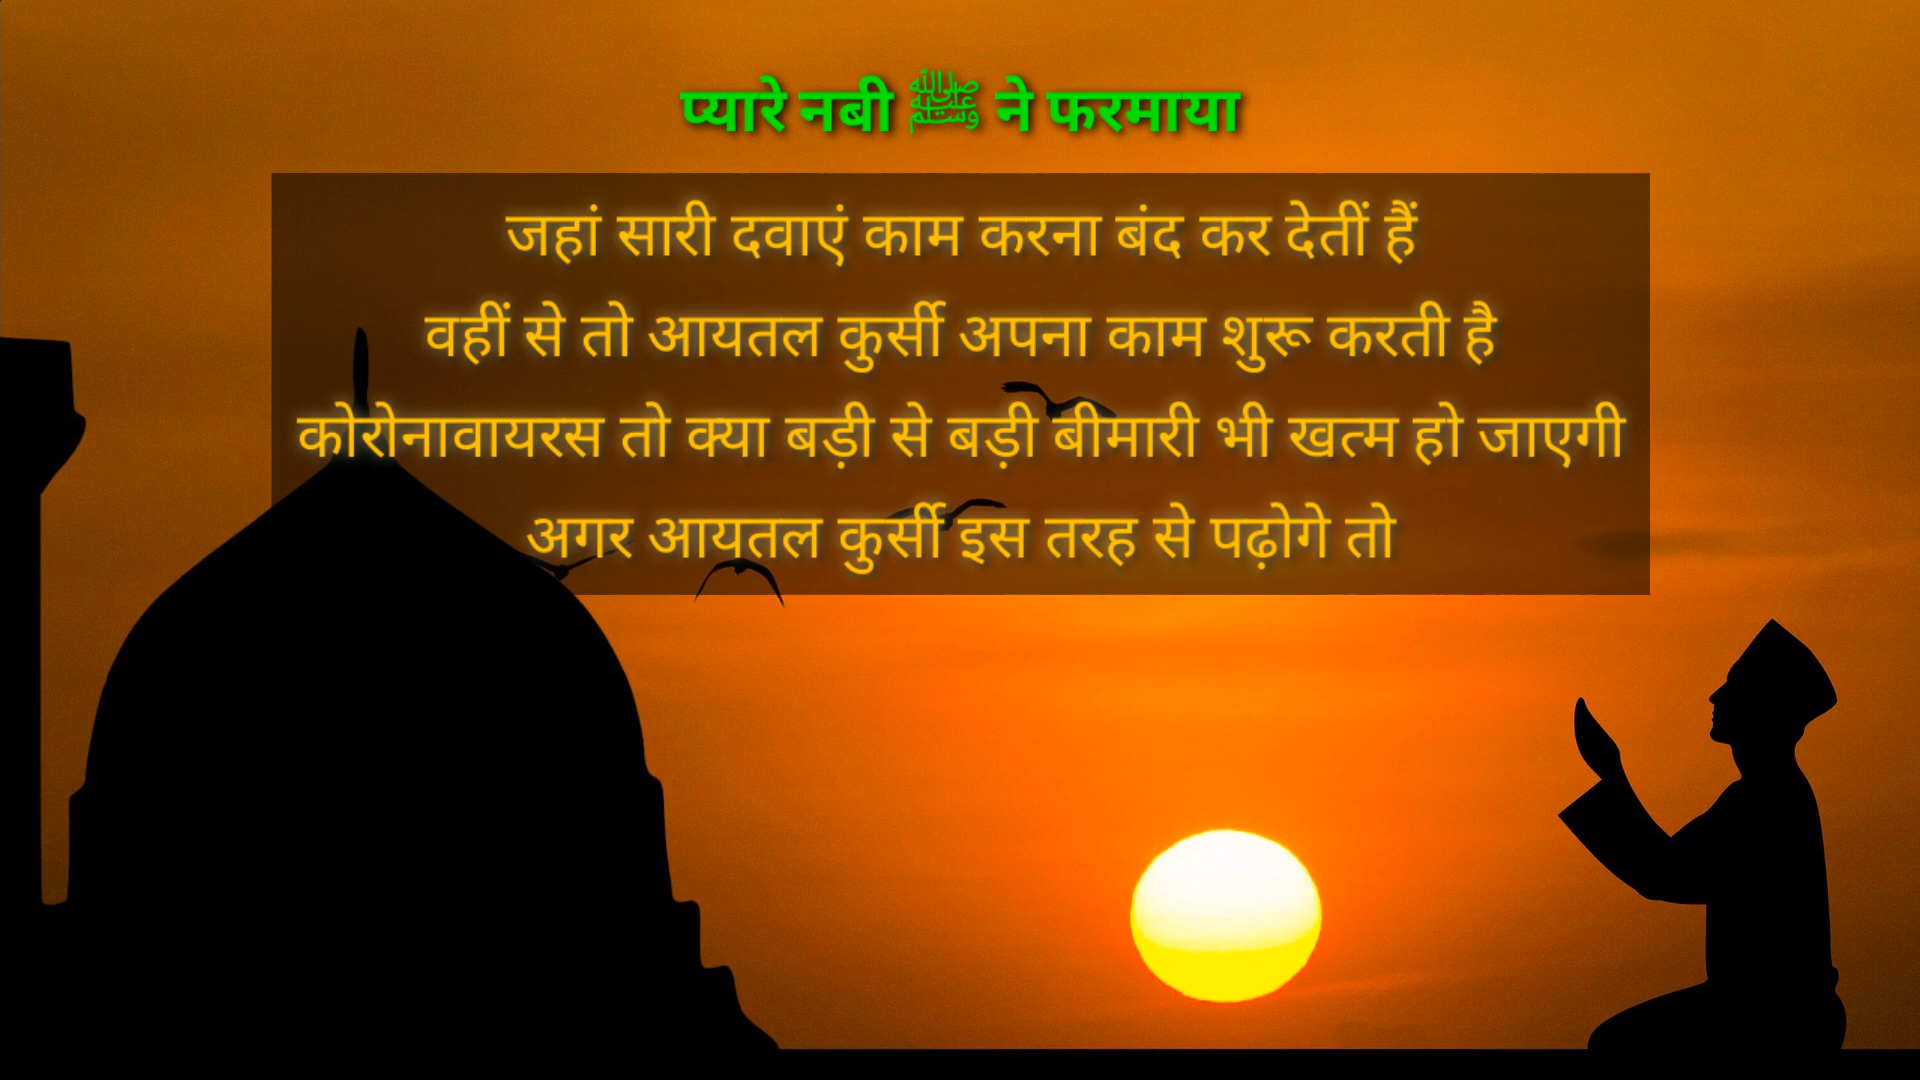 प्यारे नबी ﷺ ने फरमाया
जहां सारी दवाएं काम करना बंद कर देतीं हैं
वहीं से तो आयतल कुर्सी अपना काम शुरू करती है
कोरोनावायरस तो क्या बड़ी से बड़ी बीमारी भी खत्म हो जाएगी
अगर आयतल कुर्सी इस तरह से पढ़ोगे तो